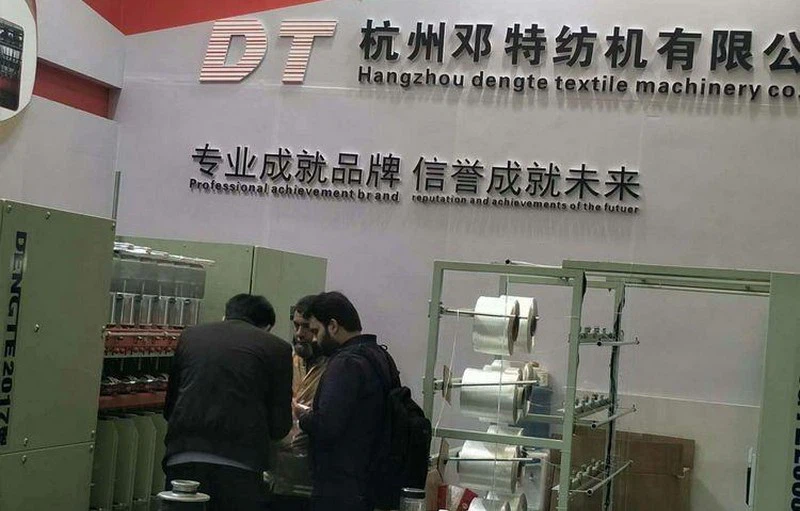 DT 杭州邓特纺机有限公
Hangzhou dengte textile machinery co.,
专业成就品牌 信誉成就未来
Professional achievement brand reputation and achievements of the futuer
DENGTE2017